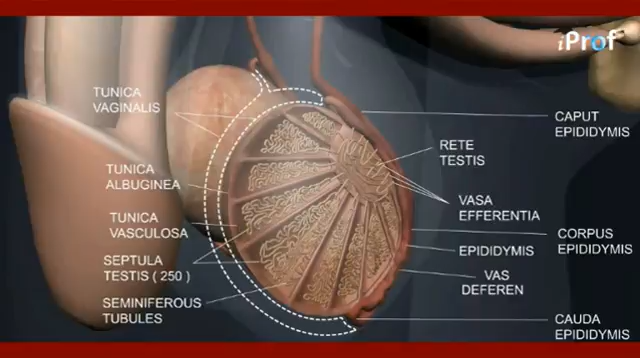 iProf
TUNICA
VAGINALIS
TUNICA
ALBUGINEA
TUNICA
VASCULOSA
SEPTULA
TESTIS ( 250 )
SEMINIFEROUS
TUBULES
CAPUT
EPIDIDYMIS
RETE
TESTIS
VASA
EFFERENTIA
CORPUS
EPIDIDYMIS
EPIDIDYMIS
VAS
DEFEREN
CAUDA
EPIDIDYMIS